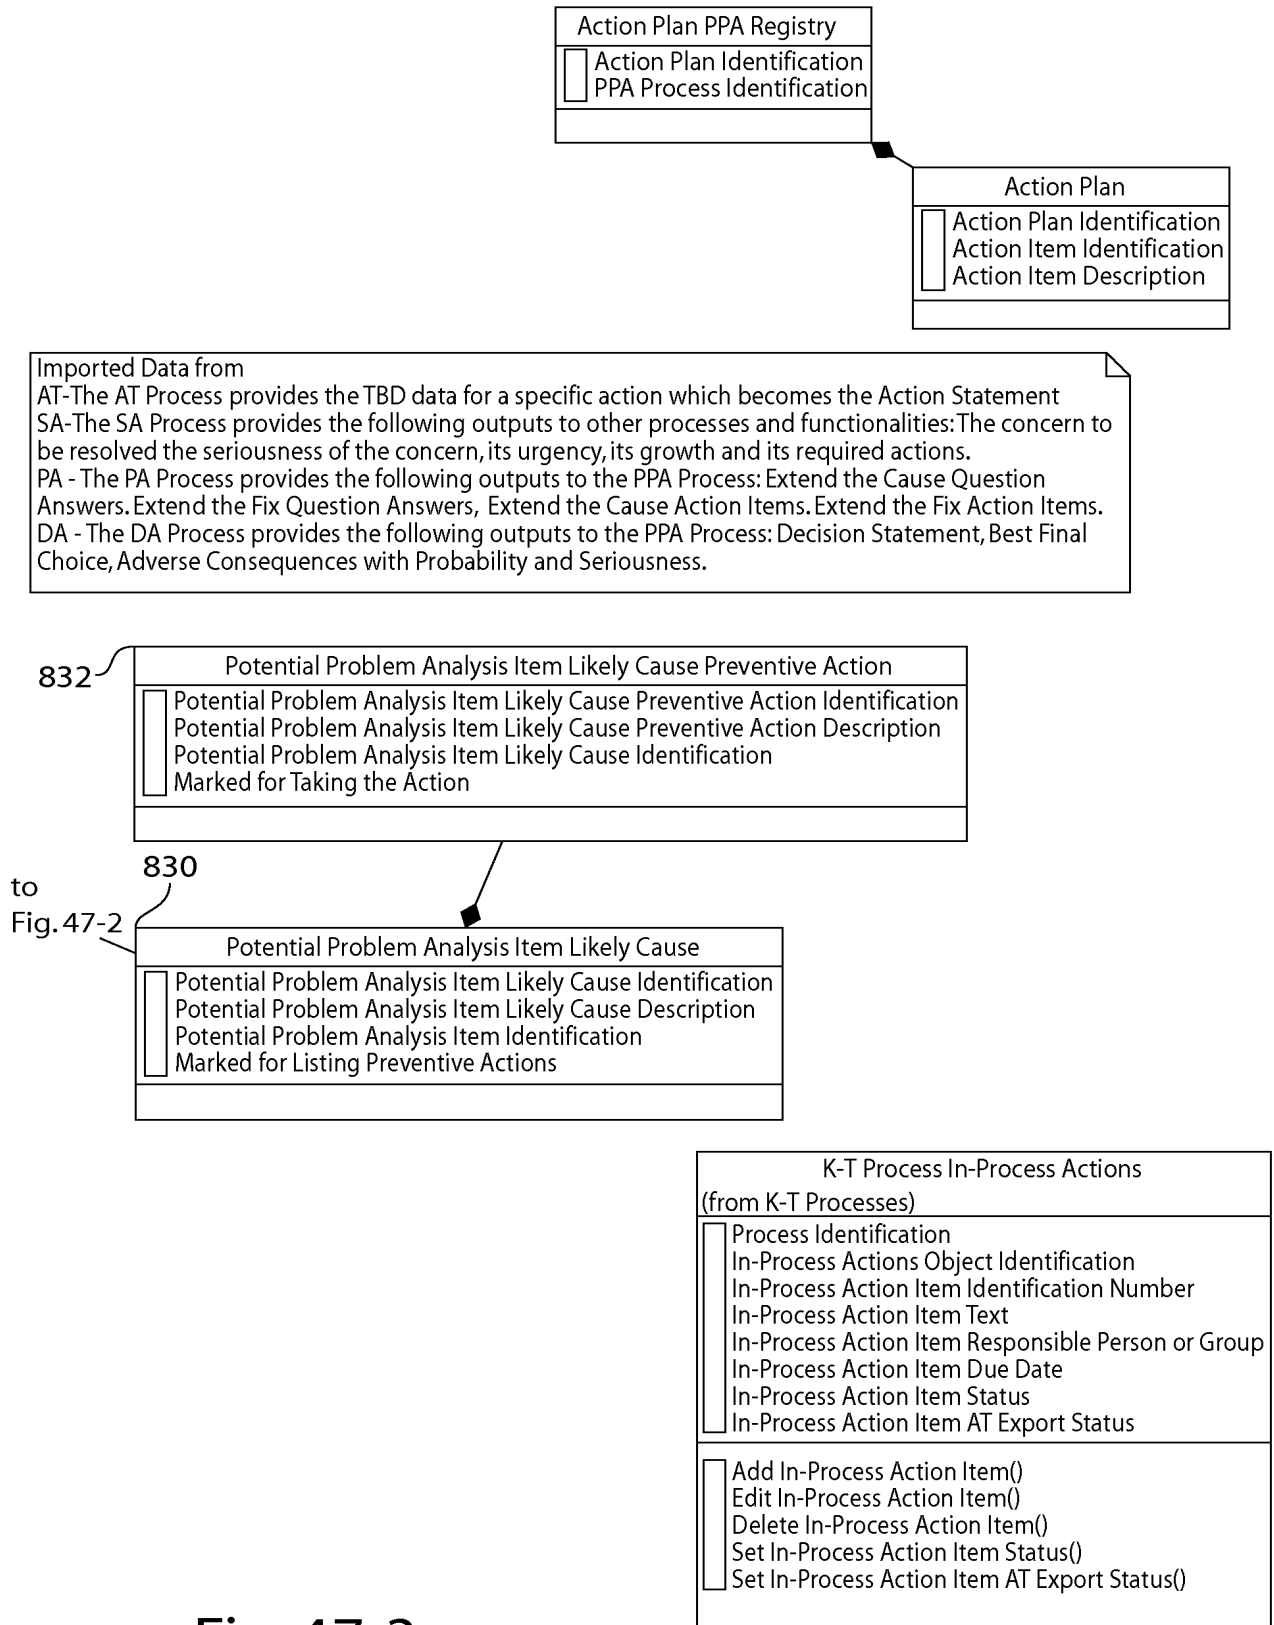 Action Plan PPA Registry
Action Plan Identification
PPA Process Identification
Action Plan
Action Plan Identification
Action Item Identification
Action Item Description
Imported Data from
AT-The AT Process provides the TBD data for a specific action which becomes the Action Statement
SA-The SA Process provides the following outputs to other processes and functionalities: The concern to
be resolved the seriousness of the concern, its urgency, its growth and its required actions.
PA - The PA Process provides the following outputs to the PPA Process: Extend the Cause Question
Answers. Extend the Fix Question Answers, Extend the Cause Action Items. Extend the Fix Action Items.
DA - The DA Process provides the following outputs to the PPA Process: Decision Statement, Best Final
Choice, Adverse Consequences with Probability and Seriousness.
832
Potential Problem Analysis Item Likely Cause Preventive Action
Potential Problem Analysis Item Likely Cause Preventive Action Identification
Potential Problem Analysis Item Likely Cause Preventive Action Description
Potential Problem Analysis Item Likely Cause Identification
Marked for Taking the Action
830
to
Fig. 47-2
Potential Problem Analysis Item Likely Cause
Potential Problem Analysis Item Likely Cause Identification
Potential Problem Analysis Item Likely Cause Description
Potential Problem Analysis Item Identification
Marked for Listing Preventive Actions
K-T Process In-Process Actions
(from K-T Processes)
Process Identification
In-Process Actions Object Identification
In-Process Action Item Identification Number
In-Process Action Item Text
In-Process Action Item Responsible Person or Group
In-Process Action Item Due Date
In-Process Action Item Status
In-Process Action Item AT Export Status
Add In-Process Action Item()
Edit In-Process Action Item()
Delete In-Process Action Item()
Set In-Process Action Item Status()
Set In-Process Action Item AT Export Status()